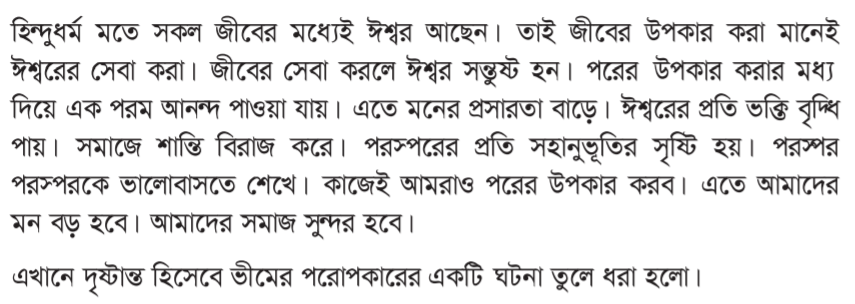 হিন্দুধর্ম মতে সকল জীবের মধ্যেই ঈশ্বর আছেন। তাই জীবের উপকার করা মানেই
ঈশ্বরের সেবা করা। জীবের সেবা করলে ঈশ্বর সন্তুষ্ট হন। পরের উপকার করার মধ্য
দিয়ে এক পরম আনন্দ পাওয়া যায়। এতে মনের প্রসারতা বাড়ে। ঈশ্বরের প্রতি ভক্তি বৃদ্ধি
পায়। সমাজে শান্তি বিরাজ করে। পরস্পরের প্রতি সহানুভূতির সৃষ্টি হয়। পরস্পর
পরস্পরকে ভালোবাসতে শেখে। কাজেই আমরাও পরের উপকার করব। এতে আমাদের
মন বড় হবে। আমাদের সমাজ সুন্দর হবে।
এখানে দৃষ্টান্ত হিসেবে ভীমের পরোপকারের একটি ঘটনা তুলে ধরা হলো।